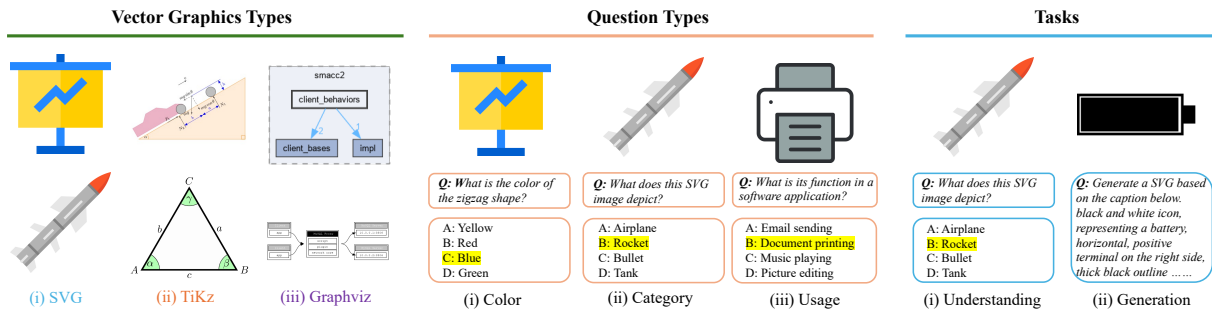 Vector Graphics Types
smacc2
client_behaviors
2
1
client_bases
impl
C
γ
b
a
α
β
A
c
B
(i) SVG
(ii) TiKz
(iii) Graphviz
Question Types
Q: What is the color of
the zigzag shape?
A: Yellow
B: Red
C: Blue
D: Green
(i) Color
Q: What does this SVG
image depict?
A: Airplane
B: Rocket
C: Bullet
D: Tank
(ii) Category
Q: What is its function in a
software application?
A: Email sending
B: Document printing
C: Music playing
D: Picture editing
(iii) Usage
Tasks
Q: What does this SVG
image depict?
A: Airplane
B: Rocket
C: Bullet
D: Tank
(i) Understanding
Q: Generate a SVG based
on the caption below.
black and white icon,
representing a battery,
horizontal, positive
terminal on the right side,
thick black outline ……
(ii) Generation